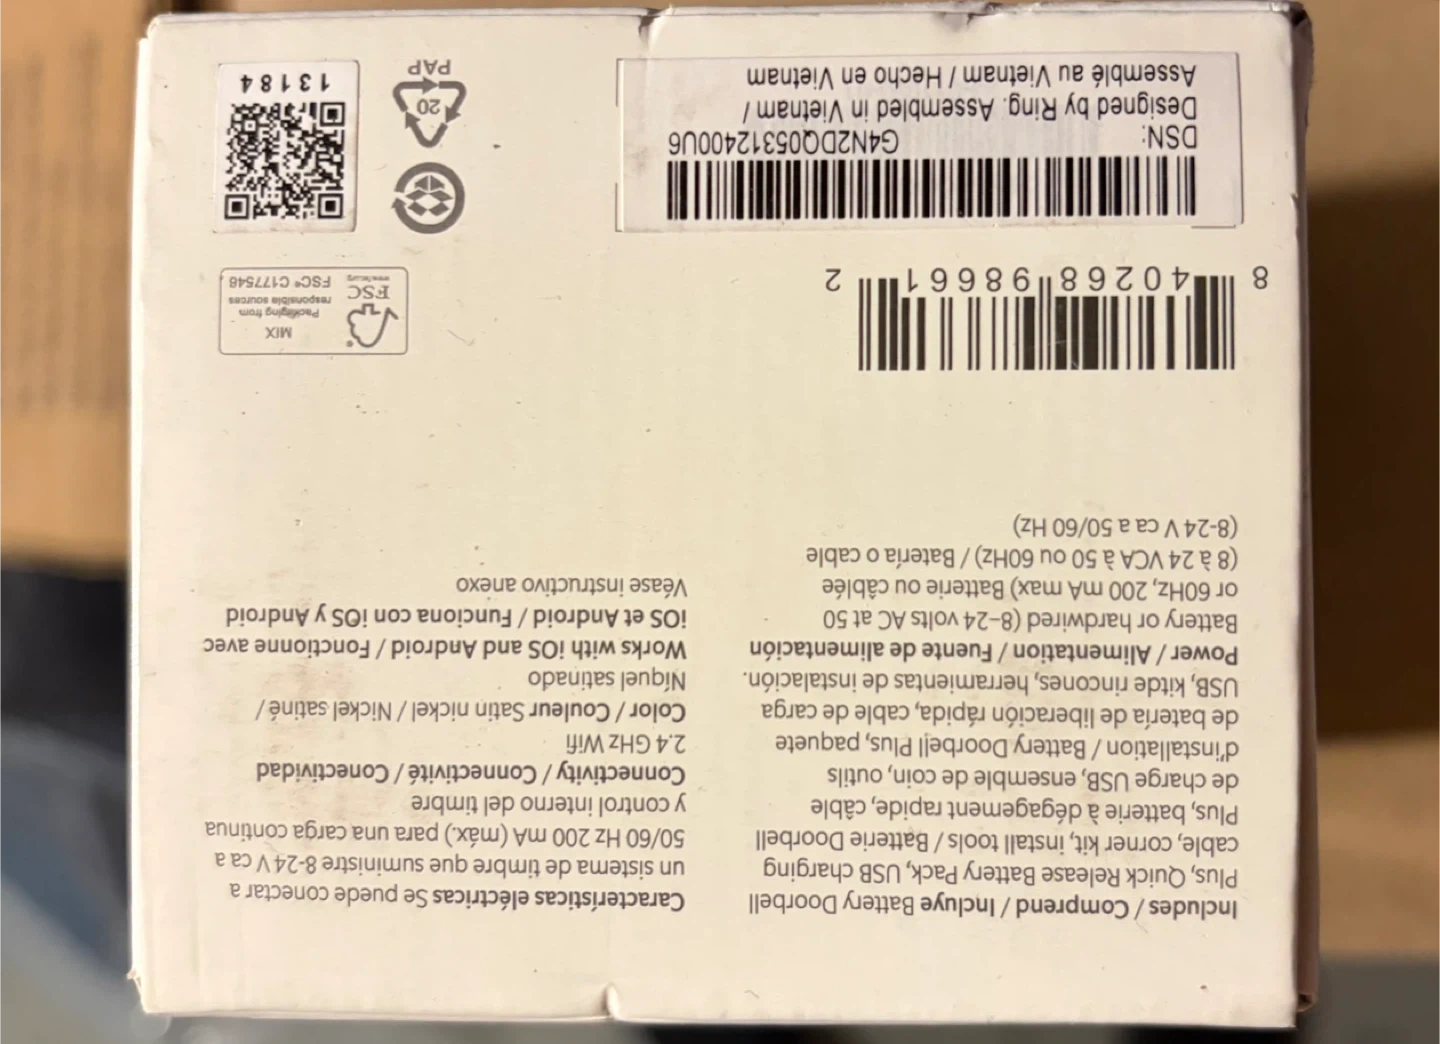 Includes / Comprend / Incluye Battery Doorbell
Plus, Quick Release Battery Pack, USB charging
cable, corner kit, install tools / Batterie Doorbell
Plus, batterie à dégagement rapide, câble
de charge USB, ensemble de coin, outils
d'installation / Battery Doorbell Plus, paquete
de batería de liberación rápida, cable de carga
USB, kitde rincones, herramientas de instalación.
Power / Alimentation / Fuente de alimentación
Battery or hardwired (8–24 volts AC at 50
or 60Hz, 200 mA max) Batterie ou câblée
(8 à 24 VCA à 50 ou 60Hz) / Batería o cable
(8-24 V ca a 50/60 Hz)
Características eléctricas Se puede conectar a
un sistema de timbre que suministre 8-24 V ca a
50/60 Hz 200 mA (máx.) para una carga continua
y control interno del timbre
Connectivity / Connectivité / Conectividad
2.4 GHz Wifi
Color / Couleur Satin nickel / Nickel satiné /
Níquel satinado
Works with iOS and Android / Fonctionne avec
iOS et Android / Funciona con iOS y Android
Véase instructivo anexo
8 40268 98661 2
MIX
Packaging from
responsible sources
FSC
www.fsc.org
FSC® C177546
DSN: G4N2DQ05312400U6
Designed by Ring. Assembled in Vietnam /
Assemblé au Vietnam / Hecho en Vietnam
20
PAP
13184